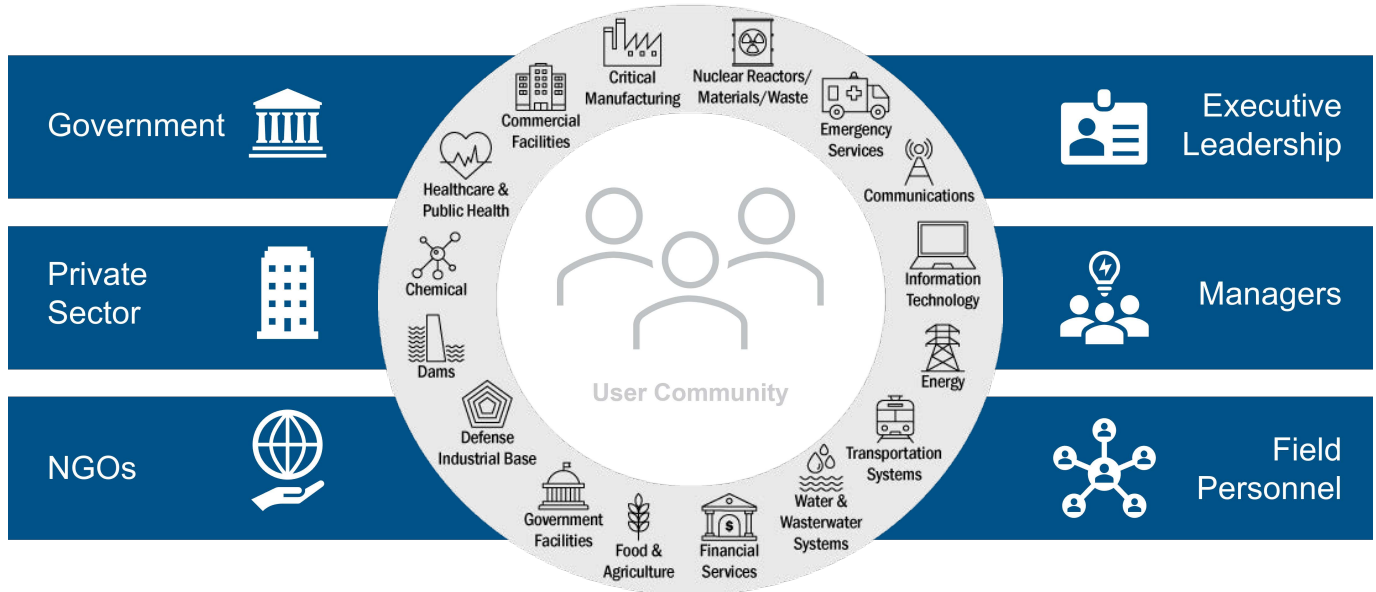 Government
Private
Sector
NGOs
Critical
Manufacturing
Nuclear Reactors/
Materials/Waste
Emergency
Services
Communications
Information
Technology
Energy
Transportation
Systems
Water &
Wasterwater
Systems
Financial
Services
Food &
Agriculture
Government
Facilities
Defense
Industrial Base
Dams
Chemical
Healthcare &
Public Health
Commercial
Facilities
$
User Community
Executive
Leadership
Managers
Field
Personnel